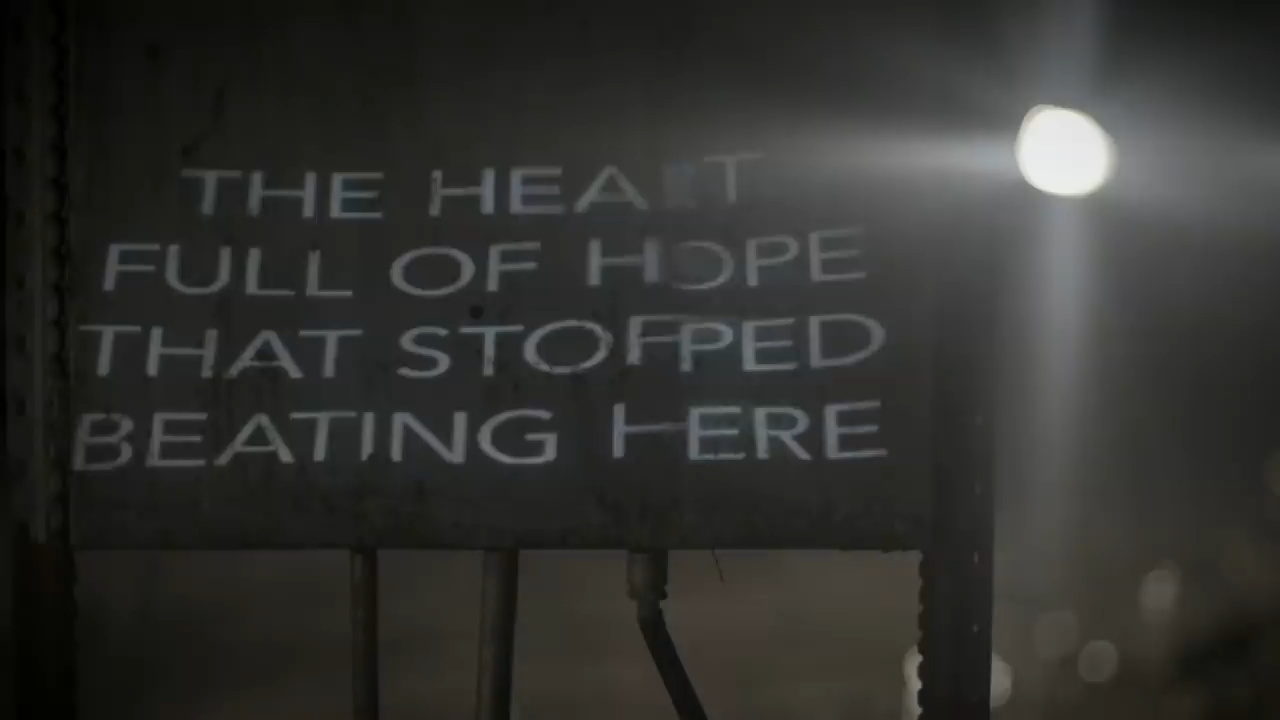 THE HEART
FULL OF HOPE
THAT STOPPED
BEATING HERE